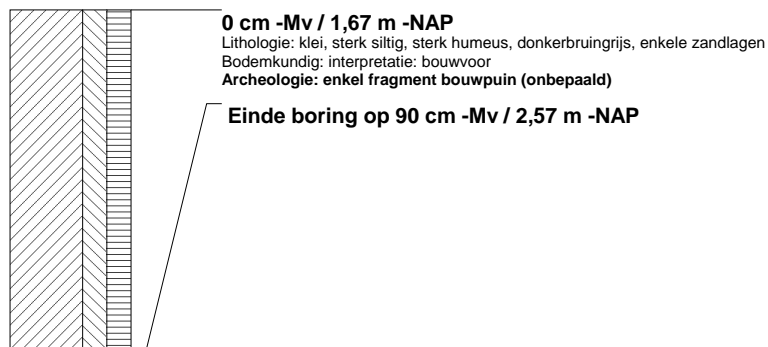 0 cm -Mv / 1,67 m -NAP
Lithologie: klei, sterk siltig, sterk humeus, donkerbruingrijs, enkele zandlagen
Bodemkundig: interpretatie: bouwvoor
Archeologie: enkel fragment bouwpuin (onbepaald)
Einde boring op 90 cm -Mv / 2,57 m -NAP